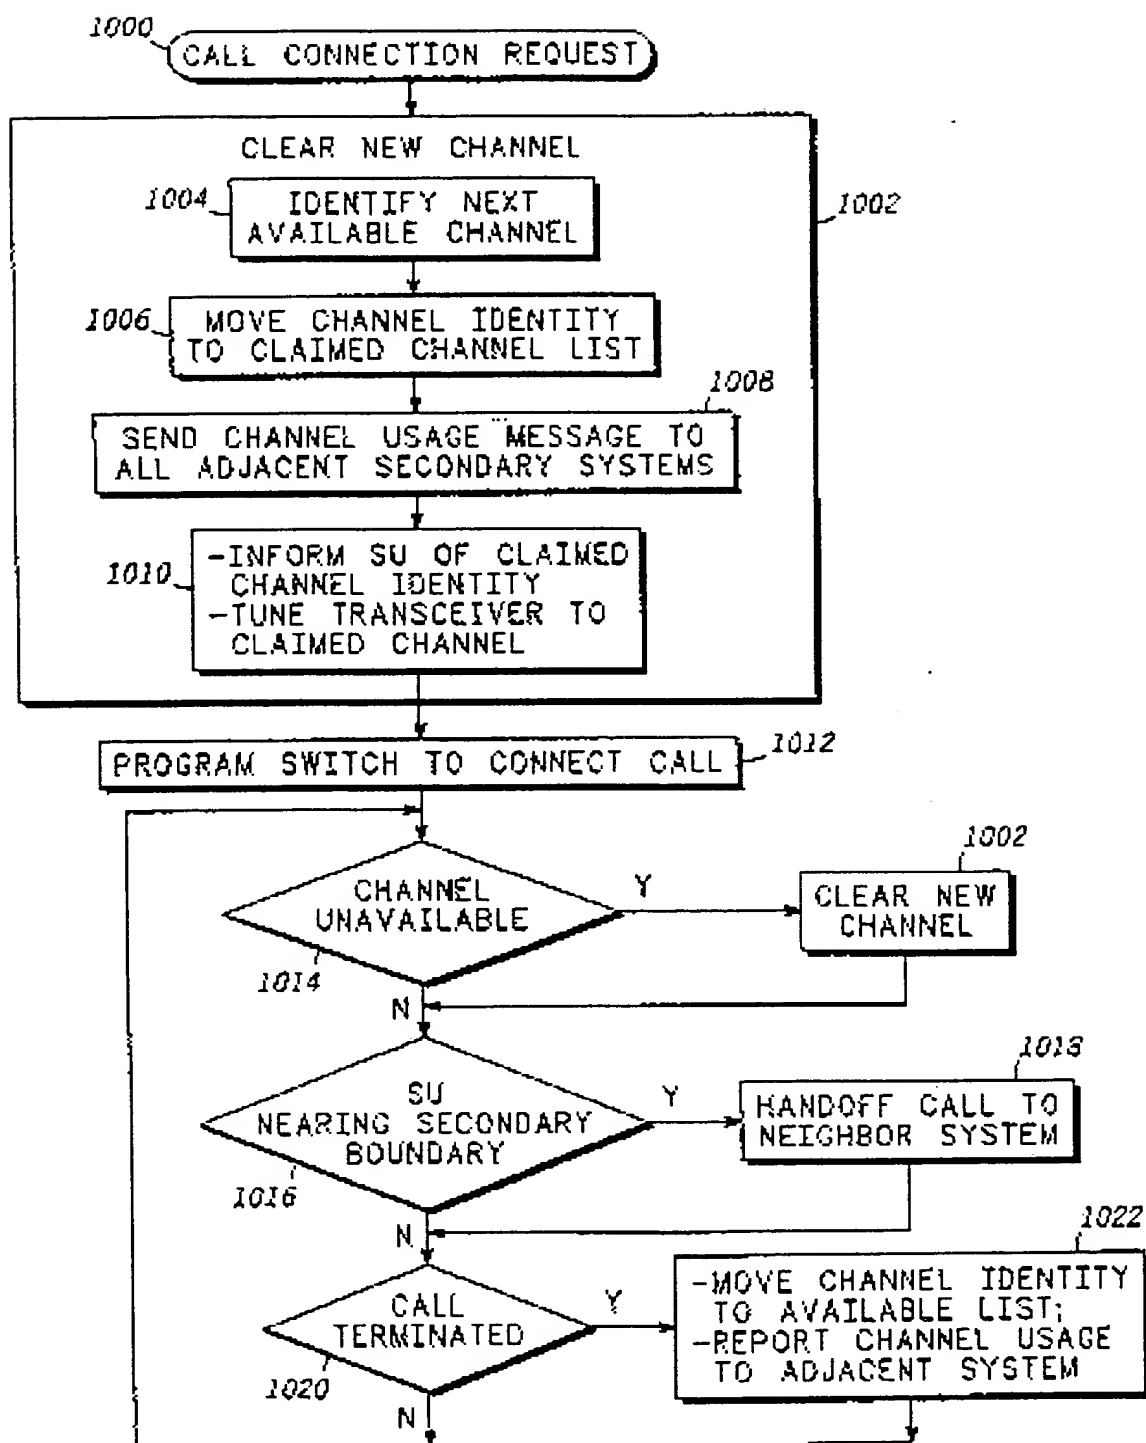 1000
CALL CONNECTION REQUEST
CLEAR NEW CHANNEL
1004
IDENTIFY NEXT
AVAILABLE CHANNEL
1002
1006
MOVE CHANNEL IDENTITY
TO CLAIMED CHANNEL LIST
1008
SEND CHANNEL USAGE MESSAGE TO
ALL ADJACENT SECONDARY SYSTEMS
1010
-INFORM SU OF CLAIMED
CHANNEL IDENTITY
-TUNE TRANSCEIVER TO
CLAIMED CHANNEL
PROGRAM SWITCH TO CONNECT CALL
1012
CHANNEL
UNAVAILABLE
1014
Y
1002
CLEAR NEW
CHANNEL
N
SU
NEARING SECONDARY
BOUNDARY
1016
Y
1018
HANDOFF CALL TO
NEIGHBOR SYSTEM
N
CALL
TERMINATED
1020
Y
1022
-MOVE CHANNEL IDENTITY
TO AVAILABLE LIST;
-REPORT CHANNEL USAGE
TO ADJACENT SYSTEM
N